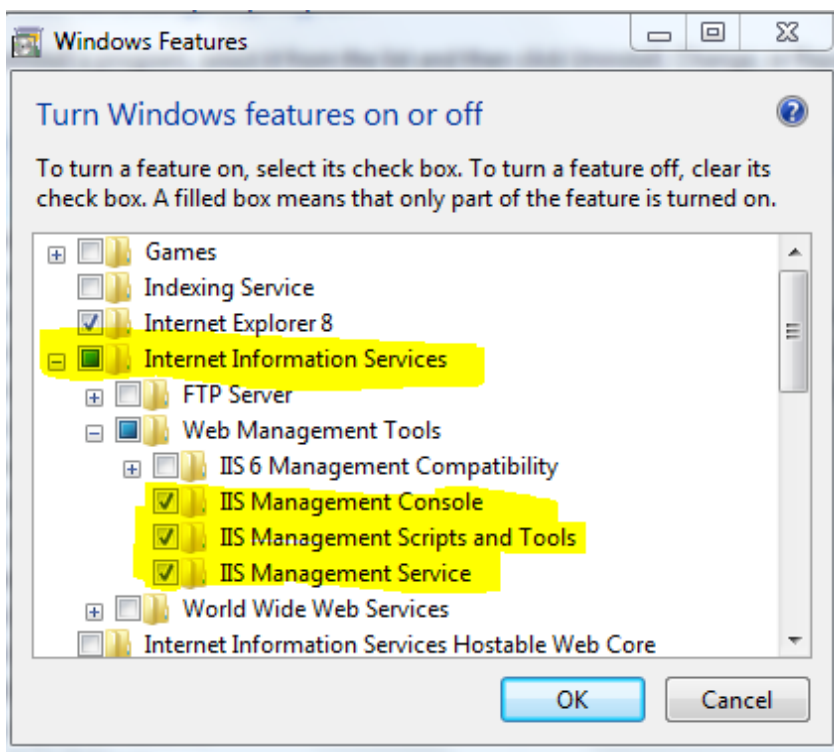 Windows Features
Turn Windows features on or off
To turn a feature on, select its check box. To turn a feature off, clear its
check box. A filled box means that only part of the feature is turned on.
Games
Indexing Service
Internet Explorer 8
Internet Information Services
FTP Server
Web Management Tools
IIS 6 Management Compatibility
IIS Management Console
IIS Management Scripts and Tools
IIS Management Service
World Wide Web Services
Internet Information Services Hostable Web Core
OK Cancel